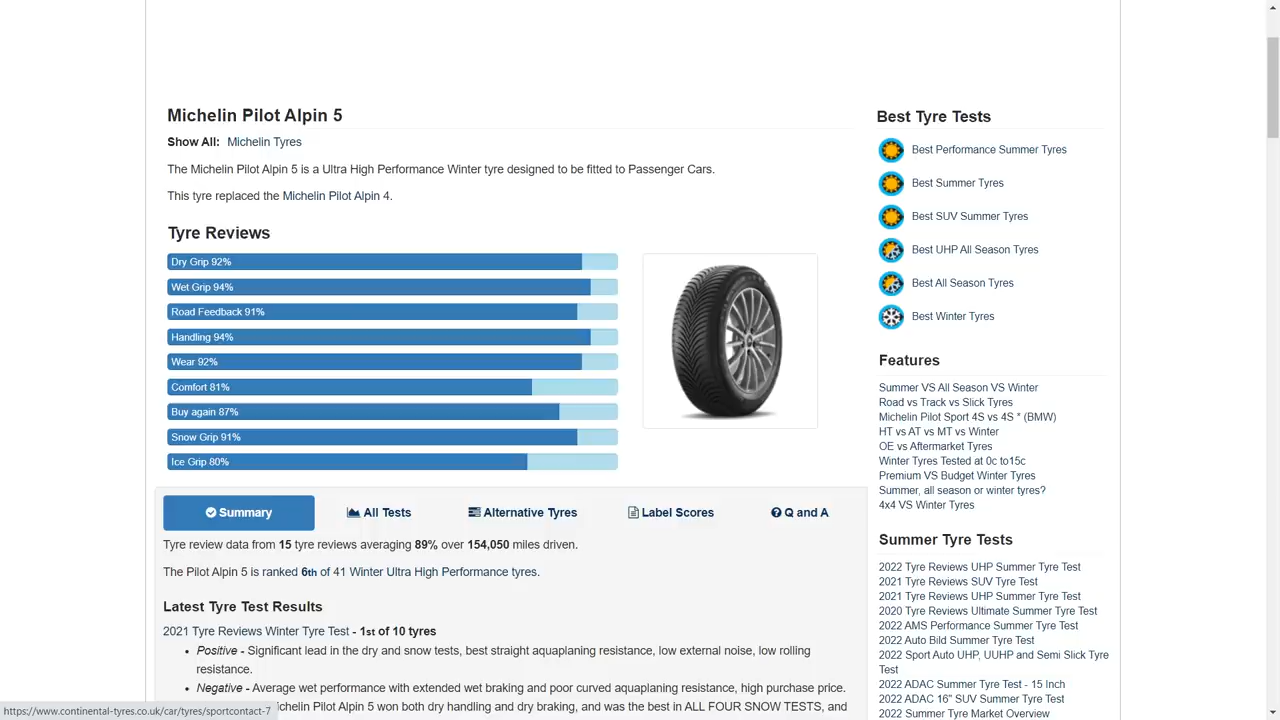 Michelin Pilot Alpin 5
Show All: Michelin Tyres
The Michelin Pilot Alpin 5 is a Ultra High Performance Winter tyre designed to be fitted to Passenger Cars.
This tyre replaced the Michelin Pilot Alpin 4.
Tyre Reviews
Dry Grip 92%
Wet Grip 94%
Road Feedback 91%
Handling 94%
Wear 92%
Comfort 81%
Buy again 87%
Snow Grip 91%
Ice Grip 80%
Summary
All Tests
Alternative Tyres
Label Scores
Q and A
Tyre review data from 15 tyre reviews averaging 89% over 154,050 miles driven.
The Pilot Alpin 5 is ranked 6th of 41 Winter Ultra High Performance tyres.
Latest Tyre Test Results
2021 Tyre Reviews Winter Tyre Test - 1st of 10 tyres
Positive - Significant lead in the dry and snow tests, best straight aquaplaning resistance, low external noise, low rolling
resistance.
Negative - Average wet performance with extended wet braking and poor curved aquaplaning resistance, high purchase price.
chelin Pilot Alpin 5 won both dry handling and dry braking, and was the best in ALL FOUR SNOW TESTS, and
https://www.continental-tyres.co.uk/car/tyres/sportcontact-7
Best Tyre Tests
Best Performance Summer Tyres
Best Summer Tyres
Best SUV Summer Tyres
Best UHP All Season Tyres
Best All Season Tyres
Best Winter Tyres
Features
Summer VS All Season VS Winter
Road vs Track vs Slick Tyres
Michelin Pilot Sport 4S vs 4S * (BMW)
HT vs AT vs MT vs Winter
OE vs Aftermarket Tyres
Winter Tyres Tested at 0c to15c
Premium VS Budget Winter Tyres
Summer, all season or winter tyres?
4x4 VS Winter Tyres
Summer Tyre Tests
2022 Tyre Reviews UHP Summer Tyre Test
2021 Tyre Reviews SUV Tyre Test
2021 Tyre Reviews UHP Summer Tyre Test
2020 Tyre Reviews Ultimate Summer Tyre Test
2022 AMS Performance Summer Tyre Test
2022 Auto Bild Summer Tyre Test
2022 Sport Auto UHP, UUHP and Semi Slick Tyre
Test
2022 ADAC Summer Tyre Test - 15 Inch
2022 ADAC 16" SUV Summer Tyre Test
2022 Summer Tyre Market Overview